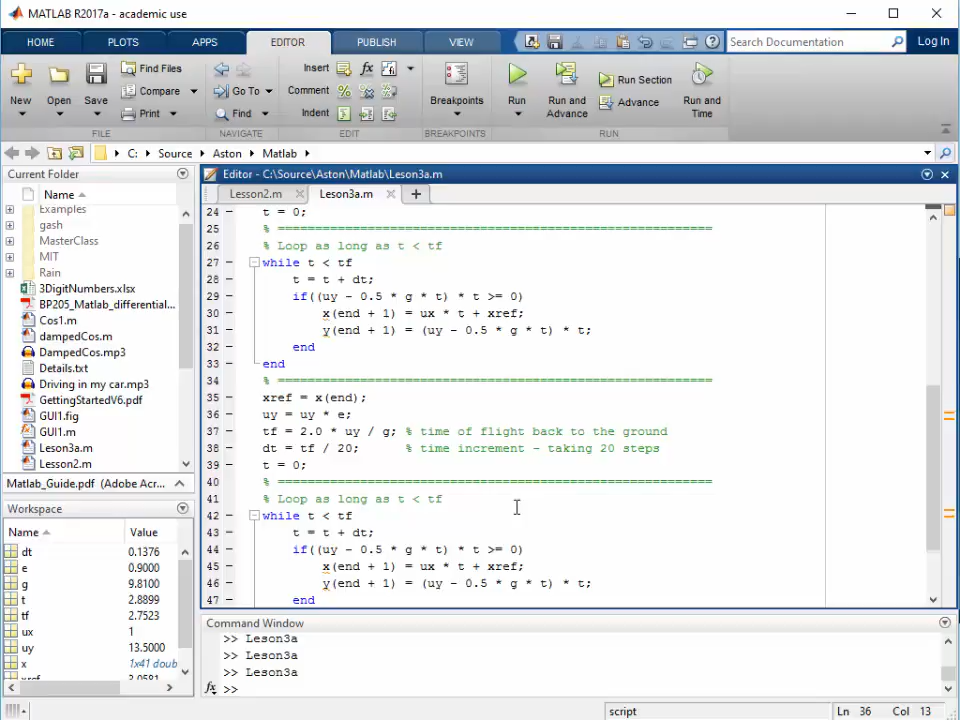 MATLAB R2017a - academic use
HOME PLOTS APPS EDITOR PUBLISH VIEW Search Documentation Log In
New Open Save Find Files Compare Print
Go To Find
Insert Comment Indent
Breakpoints
Run Run and Advance Run Section Advance Run and Time
FILE NAVIGATE EDIT BREAKPOINTS RUN
C: Source Aston Matlab
Current Folder
Name
Examples
gash
MasterClass
MIT
Rain
3DigitNumbers.xlsx
BP205_Matlab_differential...
Cos1.m
dampedCos.m
DampedCos.mp3
Details.txt
Driving in my car.mp3
GettingStartedV6.pdf
GUI1.fig
GUI1.m
Leson3a.m
Lesson2.m
Matlab_Guide.pdf (Adobe Acr...
Workspace
Name Value
dt 0.1376
e 0.9000
g 9.8100
t 2.8899
tf 2.7523
ux 1
uy 13.5000
x 1x41 doub
xref 3.0581
Editor - C:\Source\Aston\Matlab\Leson3a.m
Lesson2.m Leson3a.m
24 t = 0;
25 % ==========================================================
26 % Loop as long as t < tf
27 while t < tf
28 t = t + dt;
29 if((uy - 0.5 * g * t) * t >= 0)
30 x(end + 1) = ux * t + xref;
31 y(end + 1) = (uy - 0.5 * g * t) * t;
32 end
33 end
34 % ==========================================================
35 xref = x(end);
36 uy = uy * e;
37 tf = 2.0 * uy / g; % time of flight back to the ground
38 dt = tf / 20; % time increment - taking 20 steps
39 t = 0;
40 % ==========================================================
41 % Loop as long as t < tf
42 while t < tf
43 t = t + dt;
44 if((uy - 0.5 * g * t) * t >= 0)
45 x(end + 1) = ux * t + xref;
46 y(end + 1) = (uy - 0.5 * g * t) * t;
47 end
Command Window
>> Leson3a
>> Leson3a
>> Leson3a
fx >>
script Ln 36 Col 13